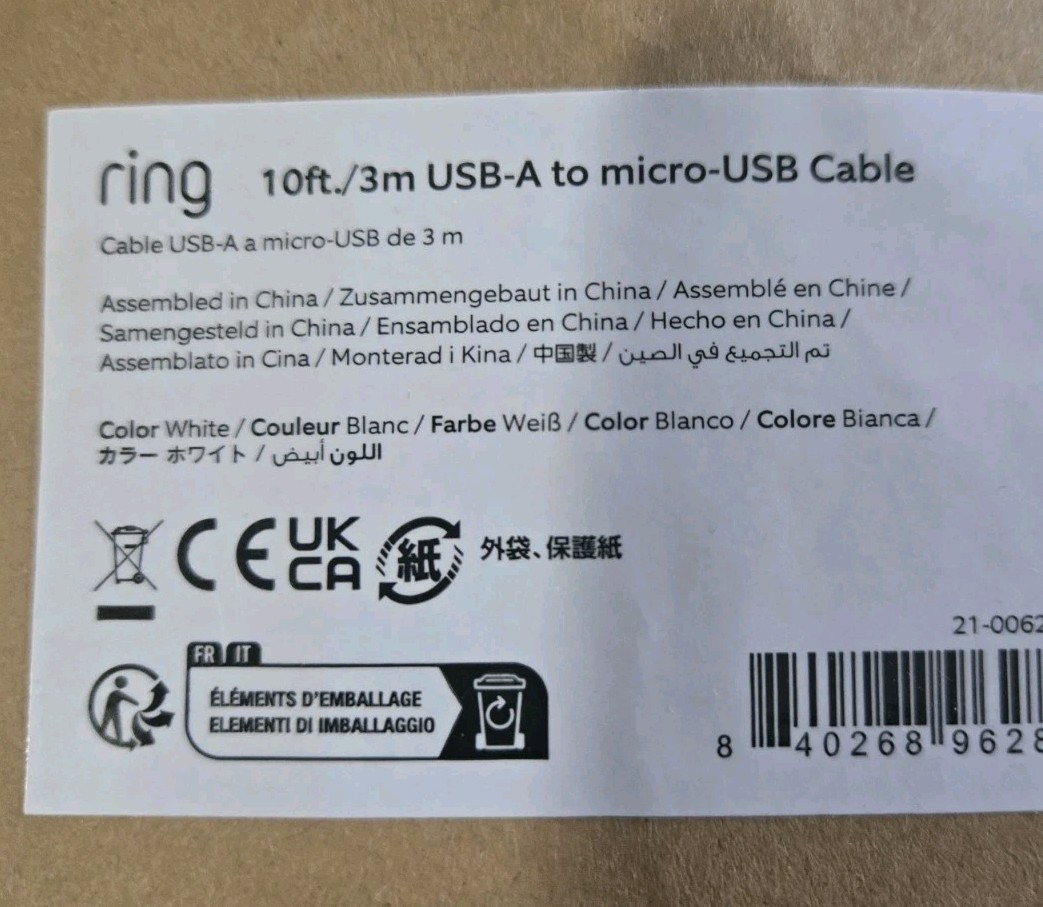 ring 10ft./3m USB-A to micro-USB Cable
Cable USB-A a micro-USB de 3 m
Assembled in China / Zusammengebaut in China / Assemblé en Chine /
Samengesteld in China / Ensamblado en China / Hecho en China /
Assemblato in Cina / Monterad i Kina / 中国製 / تم التجميع في الصين
Color White / Couleur Blanc / Farbe Weiß / Color Blanco / Colore Bianca /
カラー ホワイト / اللون أبيض
CE UK
CA
紙 外袋、保護紙
21-0062
FR IT
ÉLÉMENTS D'EMBALLAGE
ELEMENTI DI IMBALLAGGIO
8 40268 9628